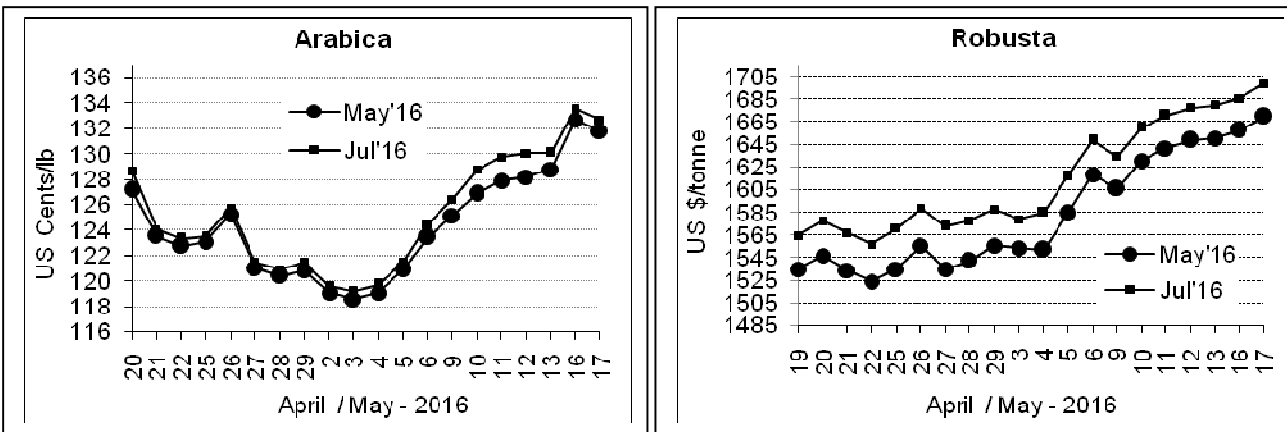 Arabica
US Cents/lb
136
134
132
130
128
126
124
122
120
118
116
May'16
Jul'16
20 21 22 25 26 27 28 29 2 3 4 5 6 9 10 11 12 13 16 17
April / May - 2016
Robusta
US $/tonne
1705
1685
1665
1645
1625
1605
1585
1565
1545
1525
1505
1485
May'16
Jul'16
19 20 21 22 25 26 27 28 29 3 4 5 6 9 10 11 12 13 16 17
April / May - 2016